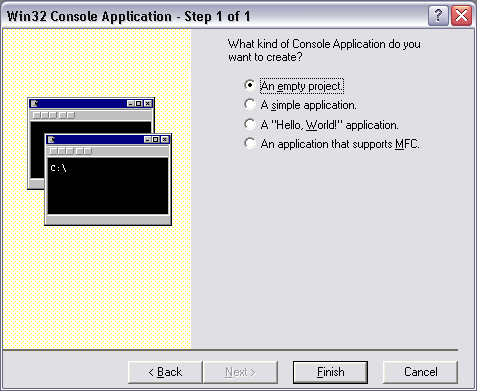 Win32 Console Application - Step 1 of 1
What kind of Console Application do you
want to create?
An empty project.
A simple application.
A "Hello, World!" application.
An application that supports MFC.
C:\
< Back
Next >
Finish
Cancel